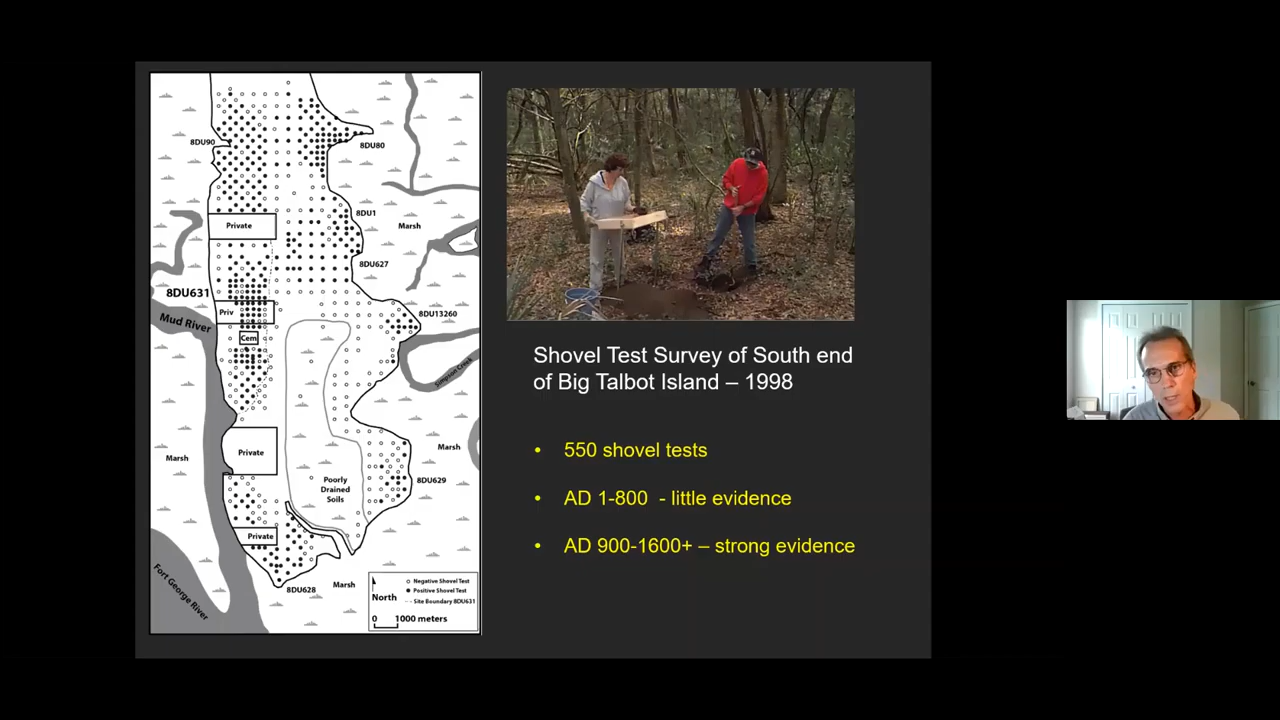 8DU90
8DU80
8DU1
Private
Marsh
8DU627
8DU631
Priv
8DU13260
Mud River
Cem
Simpson Creek
Private
Marsh
Marsh
8DU629
Poorly
Drained
Soils
Private
Fort George River
8DU628
Marsh
Negative Shovel Test
Positive Shovel Test
Site Boundary 8DU631
North
0 1000 meters
Shovel Test Survey of South end
of Big Talbot Island – 1998
• 550 shovel tests
• AD 1-800 - little evidence
• AD 900-1600+ – strong evidence